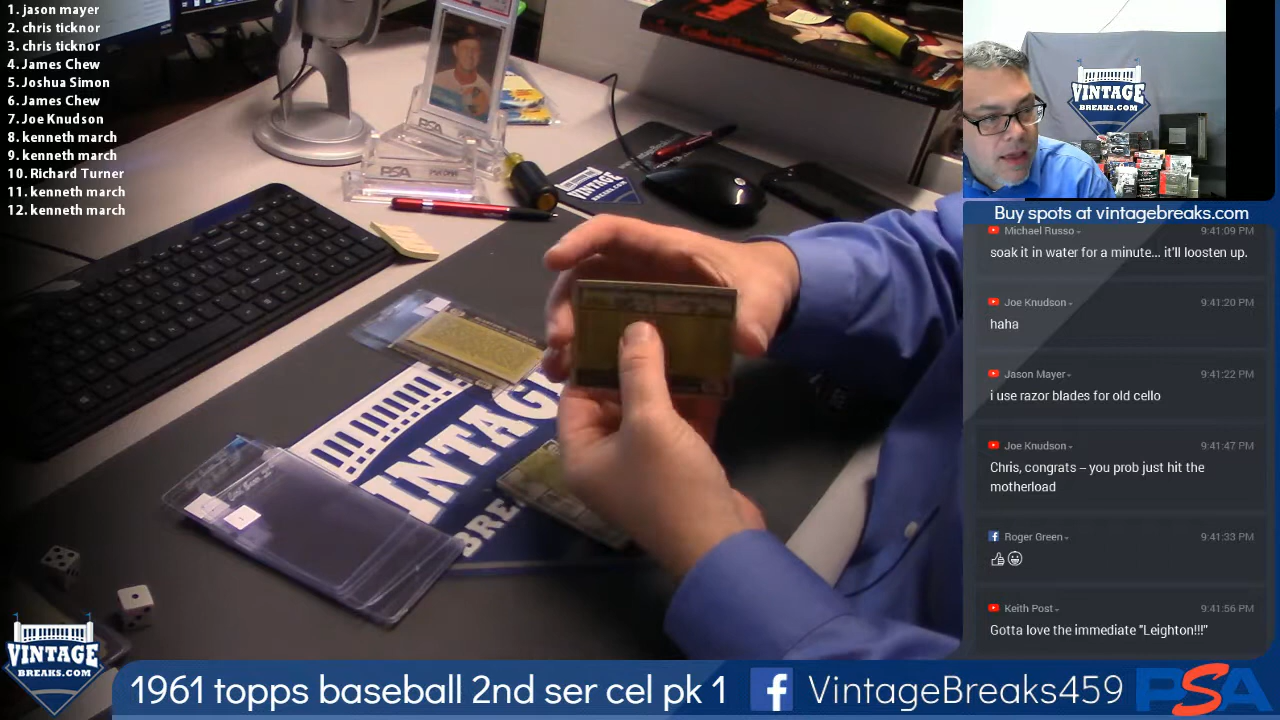 1. jason mayer
2. chris ticknor
3. chris ticknor
4. James Chew
5. Joshua Simon
6. James Chew
7. Joe Knudson
8. kenneth march
9. kenneth march
10. Richard Turner
11. kenneth march
12. kenneth march
PSA
PSA
VINTAGE
VINTAGE
BREAKS.COM
Buy spots at vintagebreaks.com
Michael Russo
9:41:09 PM
soak it in water for a minute... it'll loosten up.
Joe Knudson
9:41:20 PM
haha
Jason Mayer
9:41:22 PM
i use razor blades for old cello
Joe Knudson
9:41:47 PM
Chris, congrats – you prob just hit the
motherload
Roger Green
9:41:33 PM
Keith Post
9:41:56 PM
Gotta love the immediate "Leighton!!!"
VINTAG
BRE
VINTAGE
BREAKS.COM
1961 topps baseball 2nd ser cel pk 1
f VintageBreaks459
PSA